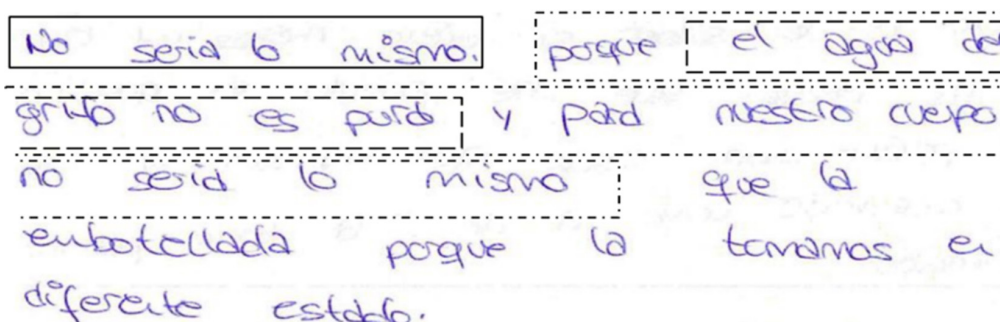 No seria lo mismo. porque el agua del
grifo no es pura y para nuestro cuerpo
no seria lo mismo que la
embotellada porque la tomamos en
diferente estado.